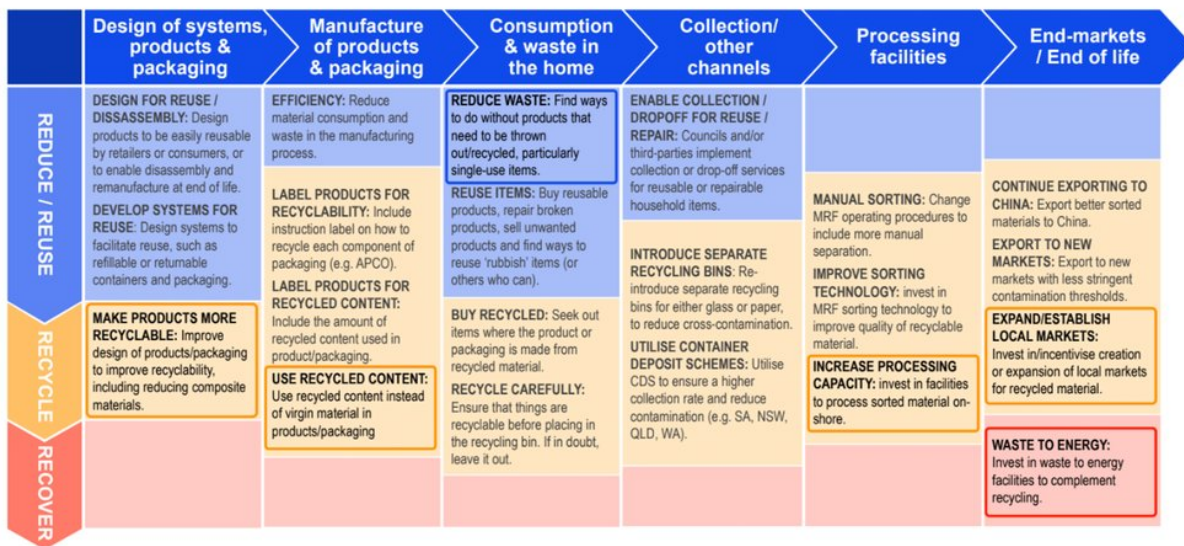 Design of systems,
products &
packaging
Manufacture
of products
& packaging
Consumption
& waste in
the home
Collection/
other
channels
Processing
facilities
End-markets
/ End of life
REDUCE / REUSE
DESIGN FOR REUSE /
DISSASSEMBLY: Design
products to be easily reusable
by retailers or consumers, or
to enable disassembly and
remanufacture at end of life.
DEVELOP SYSTEMS FOR
REUSE: Design systems to
facilitate reuse, such as
refillable or returnable
containers and packaging.
EFFICIENCY: Reduce
material consumption and
waste in the manufacturing
process.
REDUCE WASTE: Find ways
to do without products that
need to be thrown
out/recycled, particularly
single-use items.
REUSE ITEMS: Buy reusable
products, repair broken
products, sell unwanted
products and find ways to
reuse ‘rubbish’ items (or
others who can).
ENABLE COLLECTION /
DROPOFF FOR REUSE /
REPAIR: Councils and/or
third-parties implement
collection or drop-off services
for reusable or repairable
household items.
RECYCLE
MAKE PRODUCTS MORE
RECYCLABLE: Improve
design of products/packaging
to improve recyclability,
including reducing composite
materials.
LABEL PRODUCTS FOR
RECYLABILITY: Include
instruction label on how to
recycle each component of
packaging (e.g. APCO).
LABEL PRODUCTS FOR
RECYCLED CONTENT:
Include the amount of
recycled content used in
product/packaging.
USE RECYCLED CONTENT:
Use recycled content instead
of virgin material in
products/packaging
BUY RECYCLED: Seek out
items where the product or
packaging is made from
recycled material.
RECYCLE CAREFULLY:
Ensure that things are
recyclable before placing in
the recycling bin. If in doubt,
leave it out.
INTRODUCE SEPARATE
RECYCLING BINS: Re-
introduce separate recycling
bins for either glass or paper,
to reduce cross-contamination.
UTILISE CONTAINER
DEPOSIT SCHEMES: Utilise
CDS to ensure a higher
collection rate and reduce
contamination (e.g. SA, NSW,
QLD, WA).
MANUAL SORTING: Change
MRF operating procedures to
include more manual
separation.
IMPROVE SORTING
TECHNOLOGY: invest in
MRF sorting technology to
improve quality of recyclable
material.
INCREASE PROCESSING
CAPACITY: invest in facilities
to process sorted material on-
shore.
CONTINUE EXPORTING TO
CHINA: Export better sorted
materials to China.
EXPORT TO NEW
MARKETS: Export to new
markets with less stringent
contamination thresholds.
EXPAND/ESTABLISH
LOCAL MARKETS:
Invest in/incentivise creation
or expansion of local markets
for recycled material.
RECOVER
WASTE TO ENERGY:
Invest in waste to energy
facilities to complement
recycling.